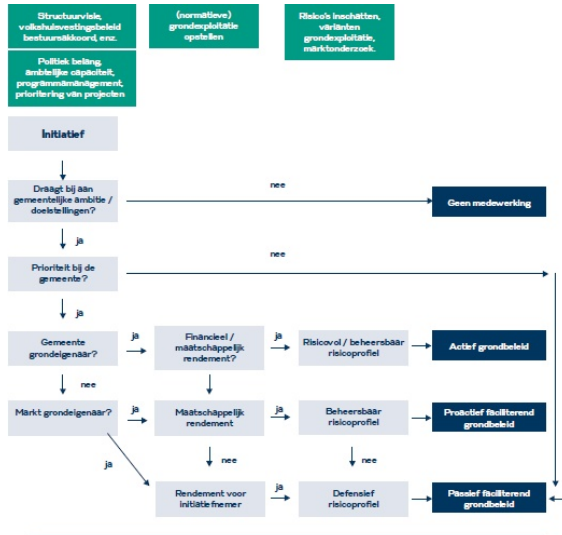 Structuurvisie,
volkshuisvestingsbeleid
bestuursakkoord, enz.
(normatieve)
grondexploitatie
opstellen
Risico's inschatten,
varianten
grondexploitatie,
marktonderzoek.
Politiek belang,
ambtelijke capaciteit,
programmamanagement,
prioritering van projecten
Initiatief
Draagt bij aan
gemeentelijke ambitie /
doelstellingen?
nee
Geen medewerking
ja
nee
Prioriteit bij de
gemeente?
ja
Gemeente
grondeigenaar?
ja
Financieel /
maatschappelijk
rendement?
ja
Risicovol / beheersbaar
risicoprofiel
Actief grondbeleid
nee
Markt grondeigenaar?
ja
Maatschappelijk
rendement
ja
Beheersbaar
risicoprofiel
Proactief faciliterend
grondbeleid
ja
nee
nee
Rendement voor
initiatiefnemer
ja
Defensief
risicoprofiel
Passief faciliterend
grondbeleid